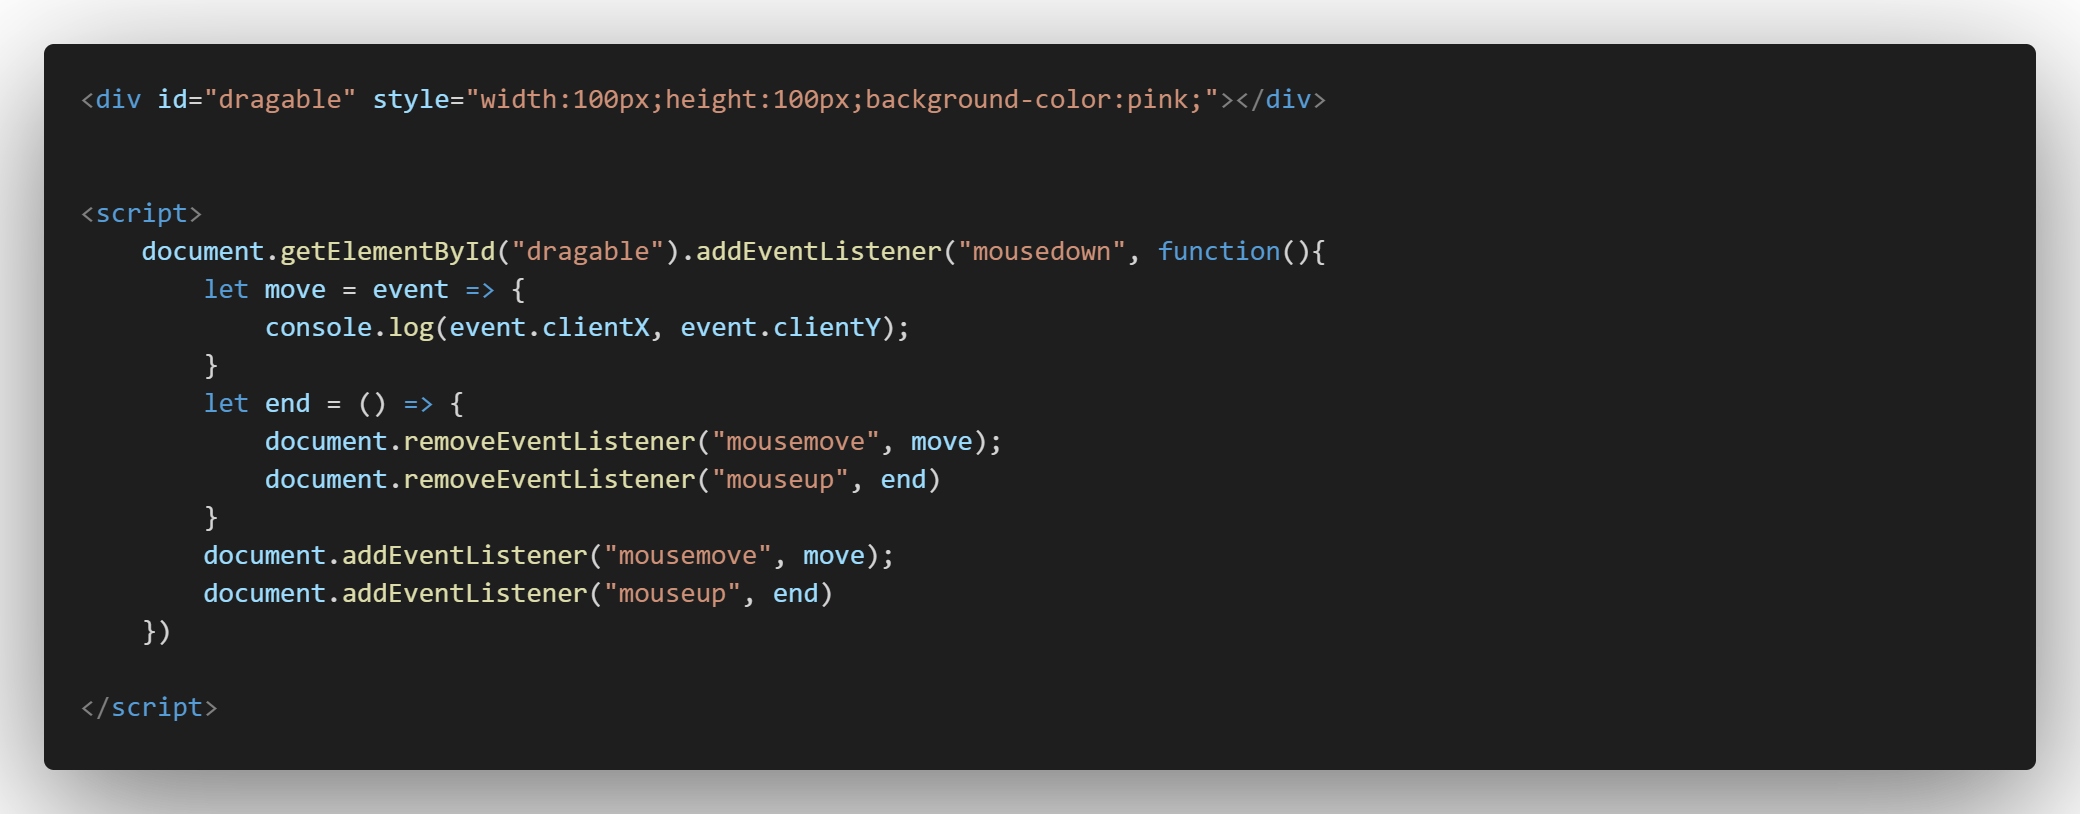 <div id="dragable" style="width:100px;height:100px;background-color:pink;"></div>
<script>
    document.getElementById("dragable").addEventListener("mousedown", function(){
        let move = event => {
            console.log(event.clientX, event.clientY);
        }
        let end = () => {
            document.removeEventListener("mousemove", move);
            document.removeEventListener("mouseup", end)
        }
        document.addEventListener("mousemove", move);
        document.addEventListener("mouseup", end)
    })
</script>